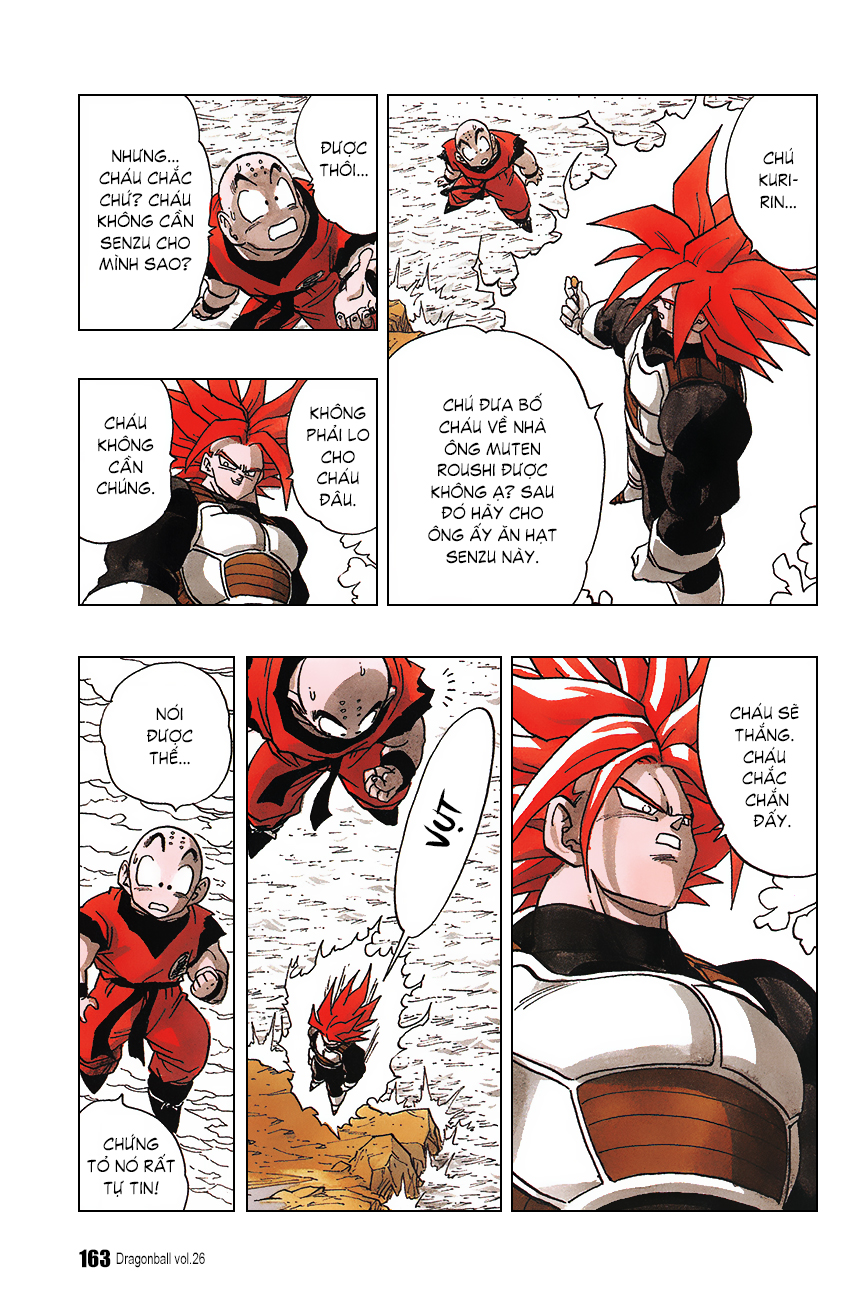 CHÚ
KURI-
RIN...
CHÚ ĐƯA BỐ
CHÁU VỀ NHÀ
ÔNG MUTEN
ROUSHI ĐƯỢC
KHÔNG Ạ? SAU
ĐÓ HÃY CHO
ÔNG ẤY ĂN HẠT
SENZU NÀY.
ĐƯỢC
THÔI...
NHƯNG...
CHÁU CHẮC
CHỨ? CHÁU
KHÔNG CẦN
SENZU CHO
MÌNH SAO?
KHÔNG
PHẢI LO
CHO
CHÁU
ĐÂU.
CHÁU
KHÔNG
CẦN
CHÚNG.
CHÁU SẼ
THẮNG.
CHÁU
CHẮC
CHẮN
ĐẤY.
VỤT
NÓI
ĐƯỢC
THẾ...
CHỨNG
TỎ NÓ RẤT
TỰ TIN!
163 Dragonball vol.26